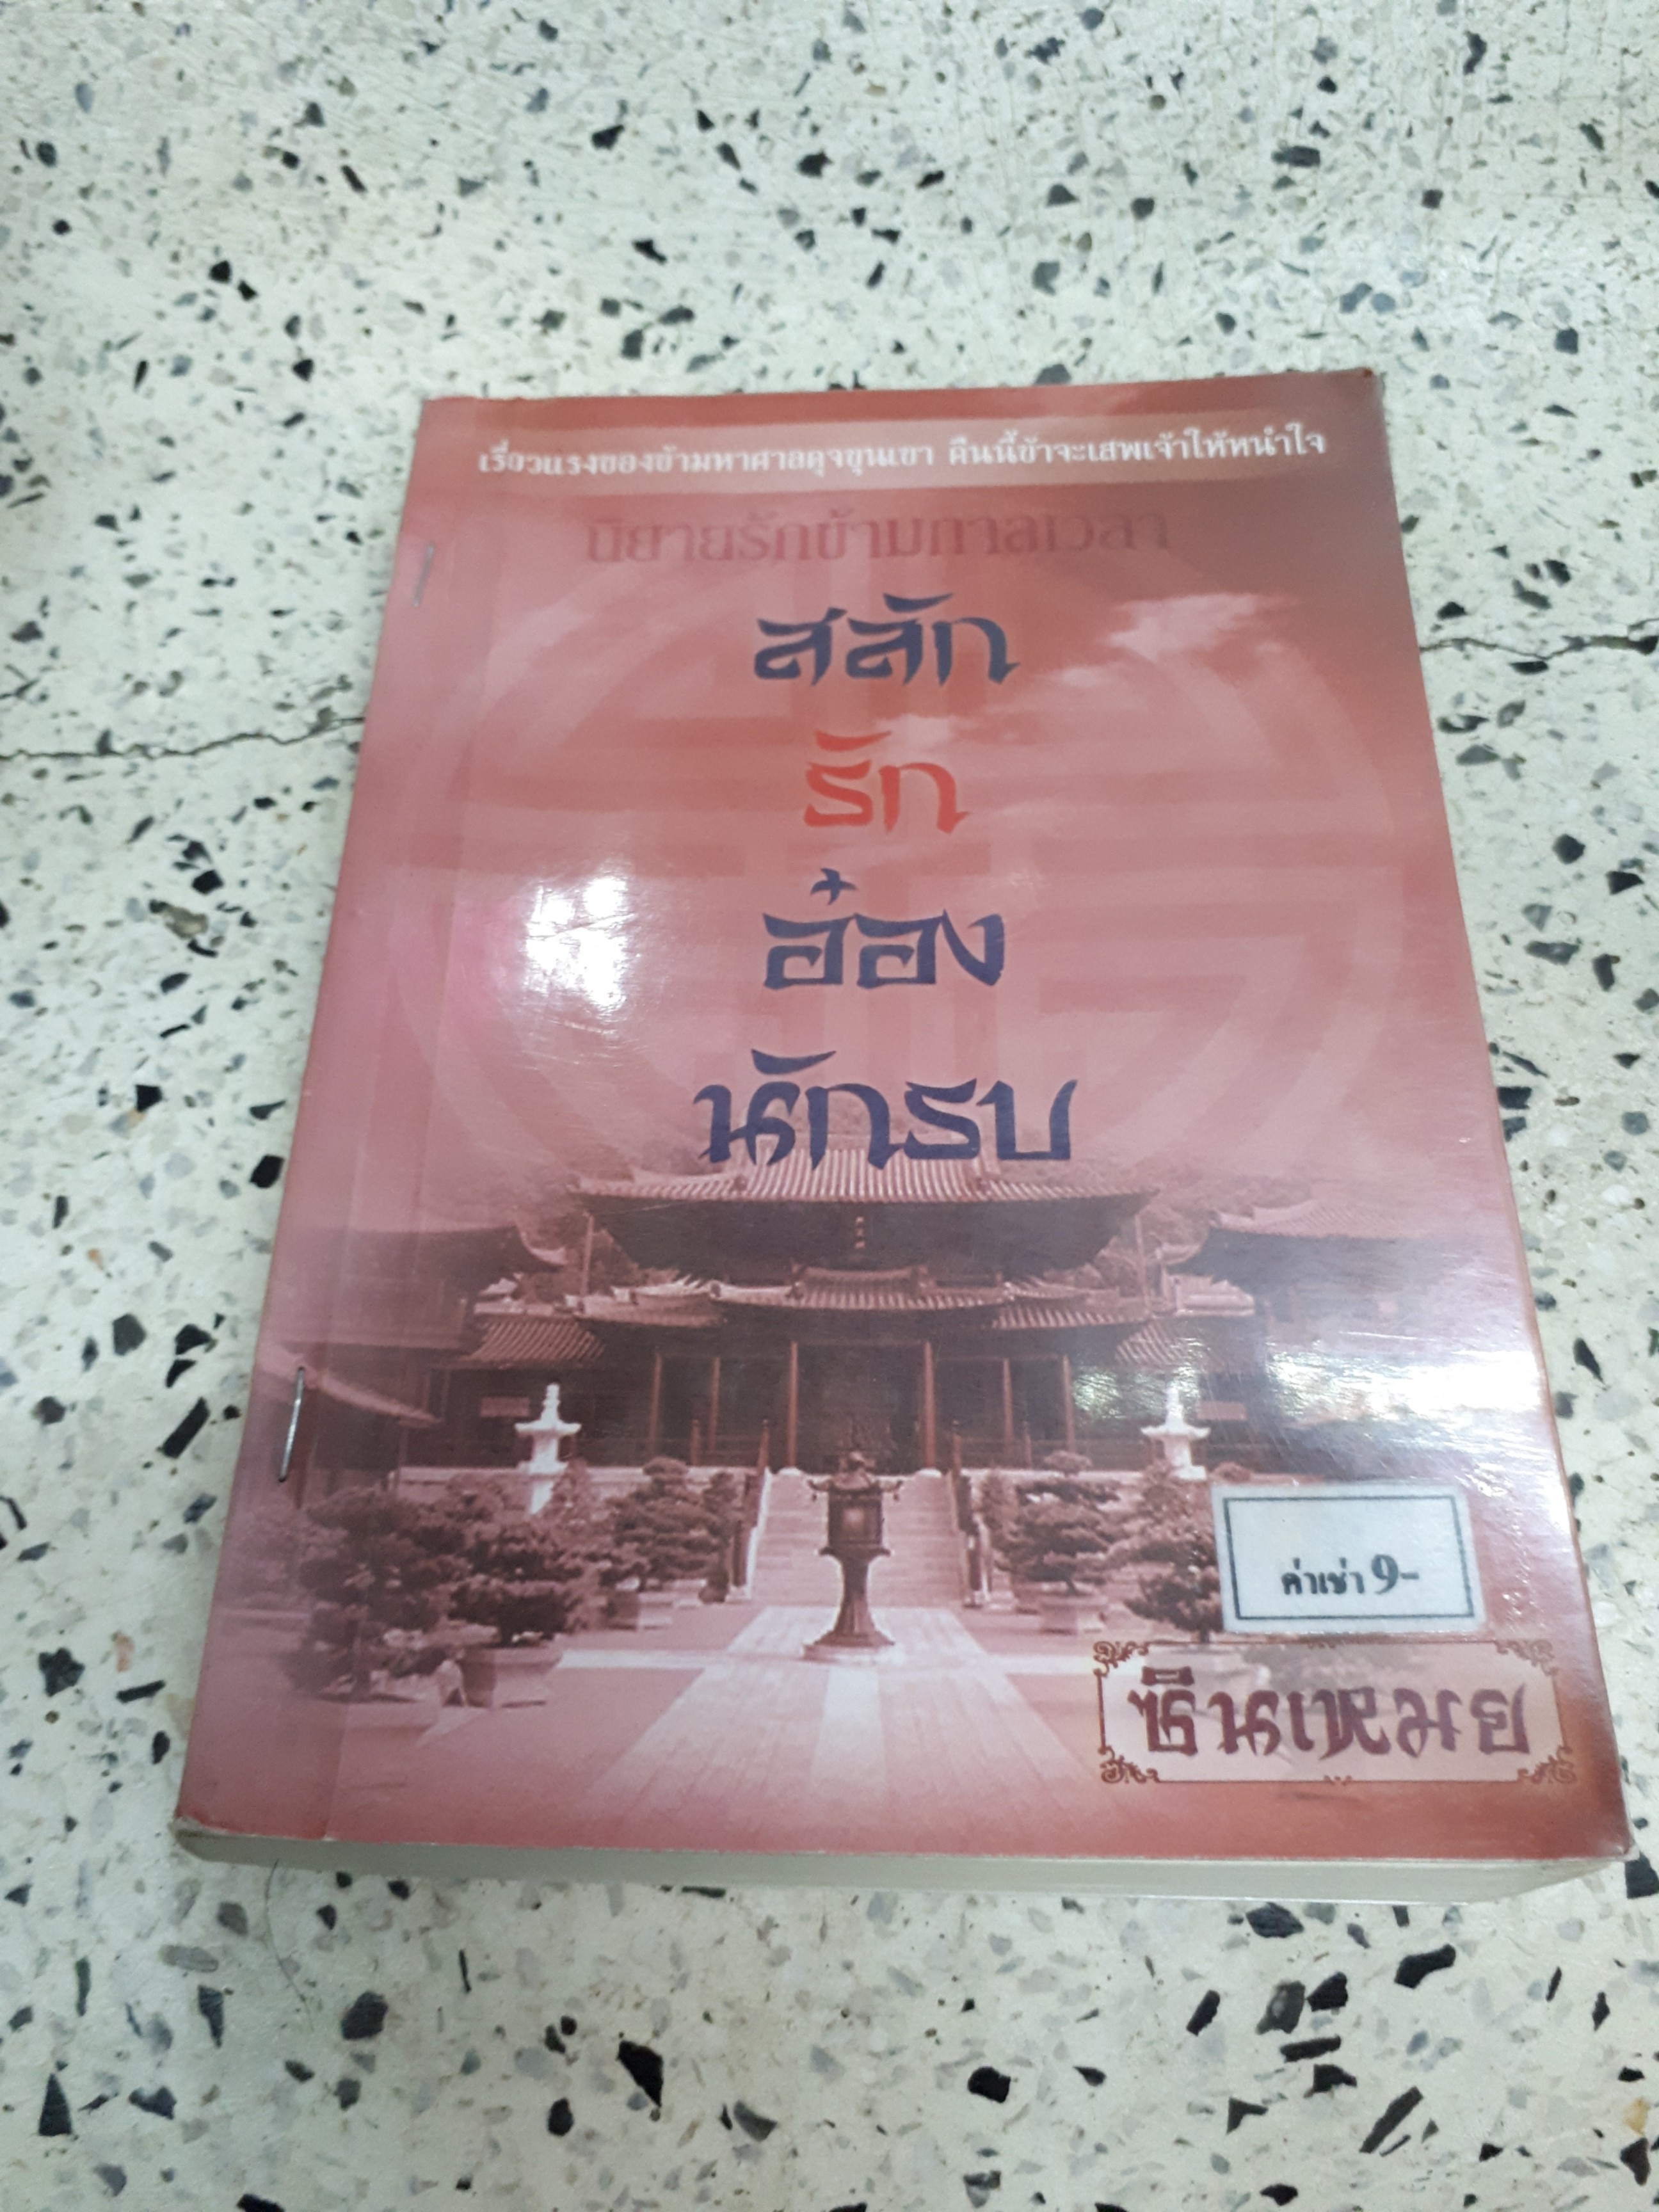 เรี่ยวแรงของข้ามหาศาลดุจขุนเขา คืนนี้ข้าจะเสพเจ้าให้หนำใจ
นิยายรักข้ามกาลเวลา
สลัก
รัก
อ๋อง
นักรบ
ค่าเช่า 9-
ซินเหมย